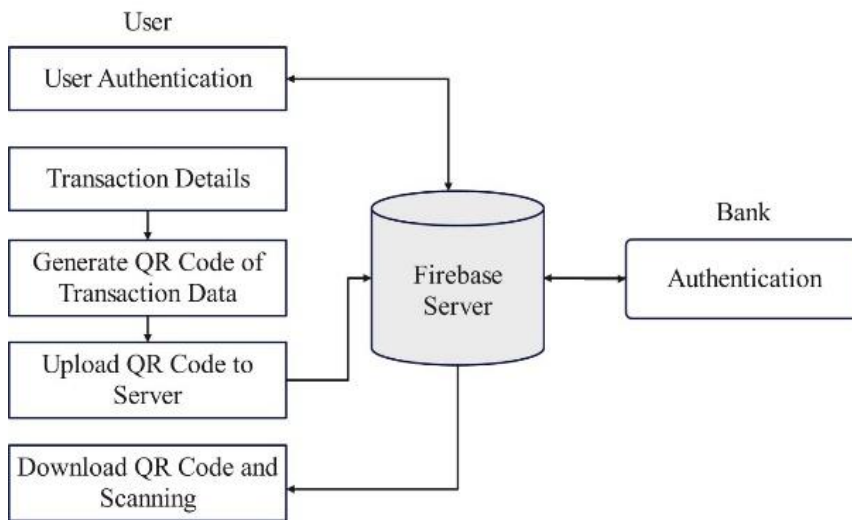 User
User Authentication
Transaction Details
Generate QR Code of
Transaction Data
Upload QR Code to
Server
Download QR Code and
Scanning
Firebase
Server
Bank
Authentication